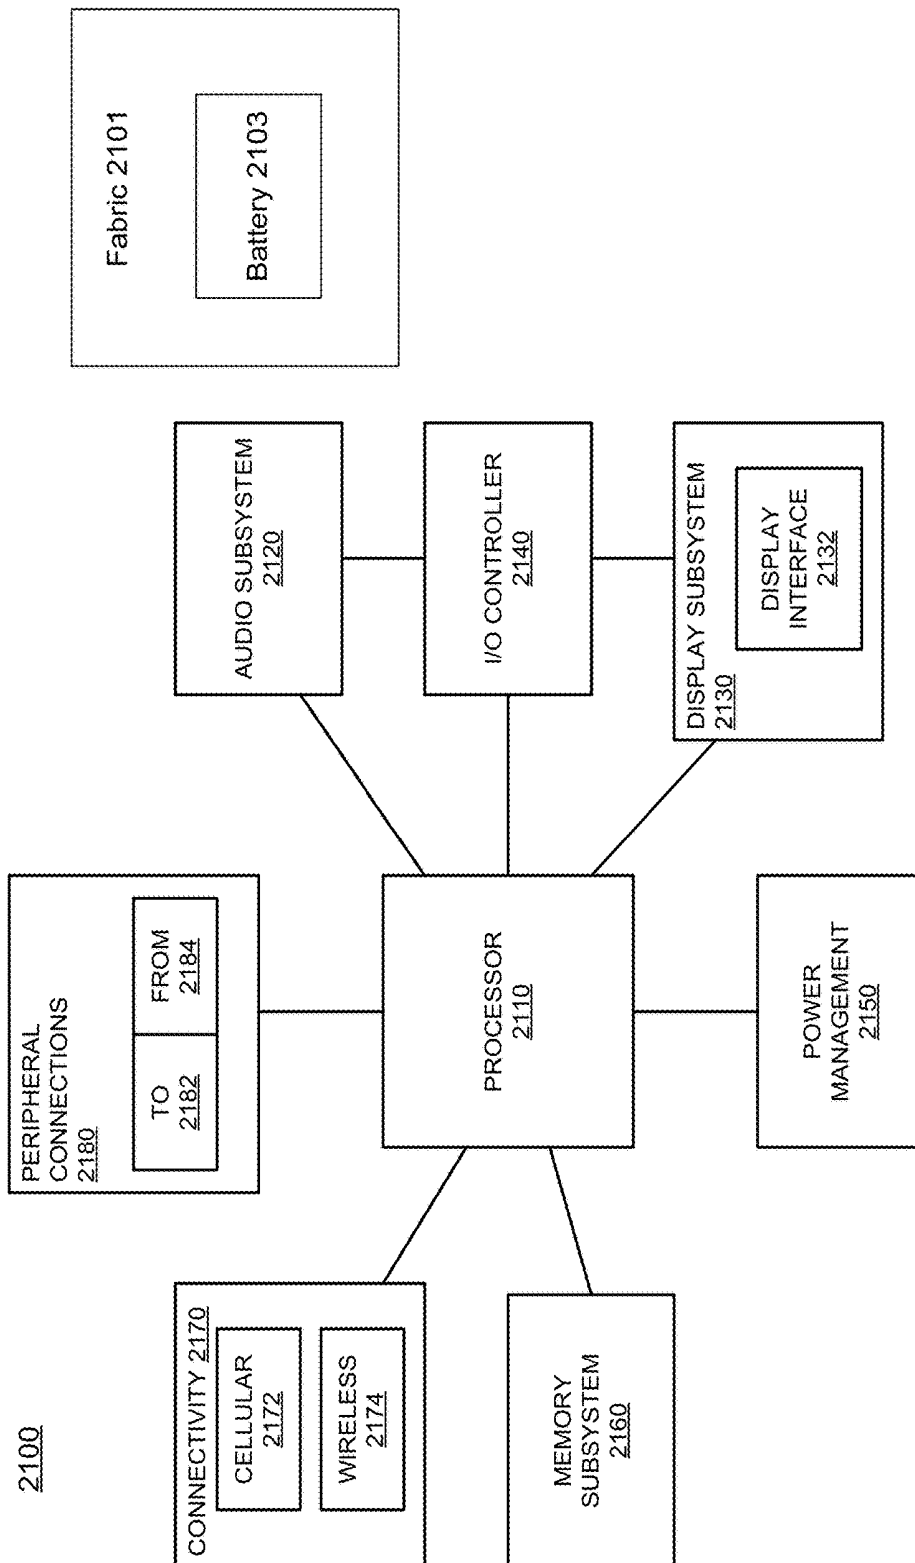 2100
PERIPHERAL
CONNECTIONS
2180
TO
2182
FROM
2184
Fabric 2101
Battery 2103
CONNECTIVITY 2170
CELLULAR
2172
WIRELESS
2174
AUDIO SUBSYSTEM
2120
PROCESSOR
2110
I/O CONTROLLER
2140
MEMORY
SUBSYSTEM
2160
DISPLAY SUBSYSTEM
2130
DISPLAY
INTERFACE
2132
POWER
MANAGEMENT
2150